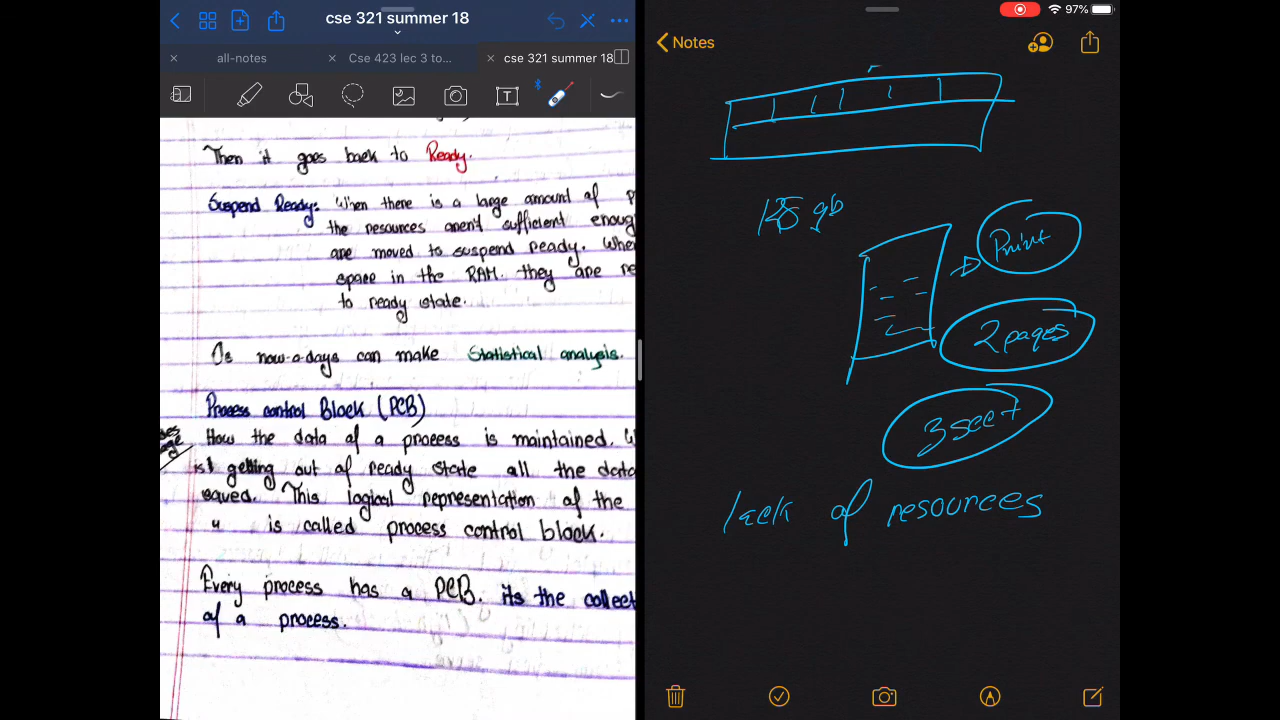 cse 321 summer 18
all-notes
Cse 423 lec 3 to...
cse 321 summer 18
Then it goes back to Ready.
Suspend Ready: When there is a large amount of
the resources aren't sufficient enoug
are moved to suspend ready. Whe
space in the RAM. they are re
to ready state.
Os now-a-days can make Statistical analysis.
Process control Block (PCB)
How the data of a process is maintained.
is getting out of ready state all the data
saved. This logical representation of the
" is called process control block.
Every process has a PCB. its the collect
of a process.
97%
Notes
gb
Print
2 pages
3 sec +
lack of resources